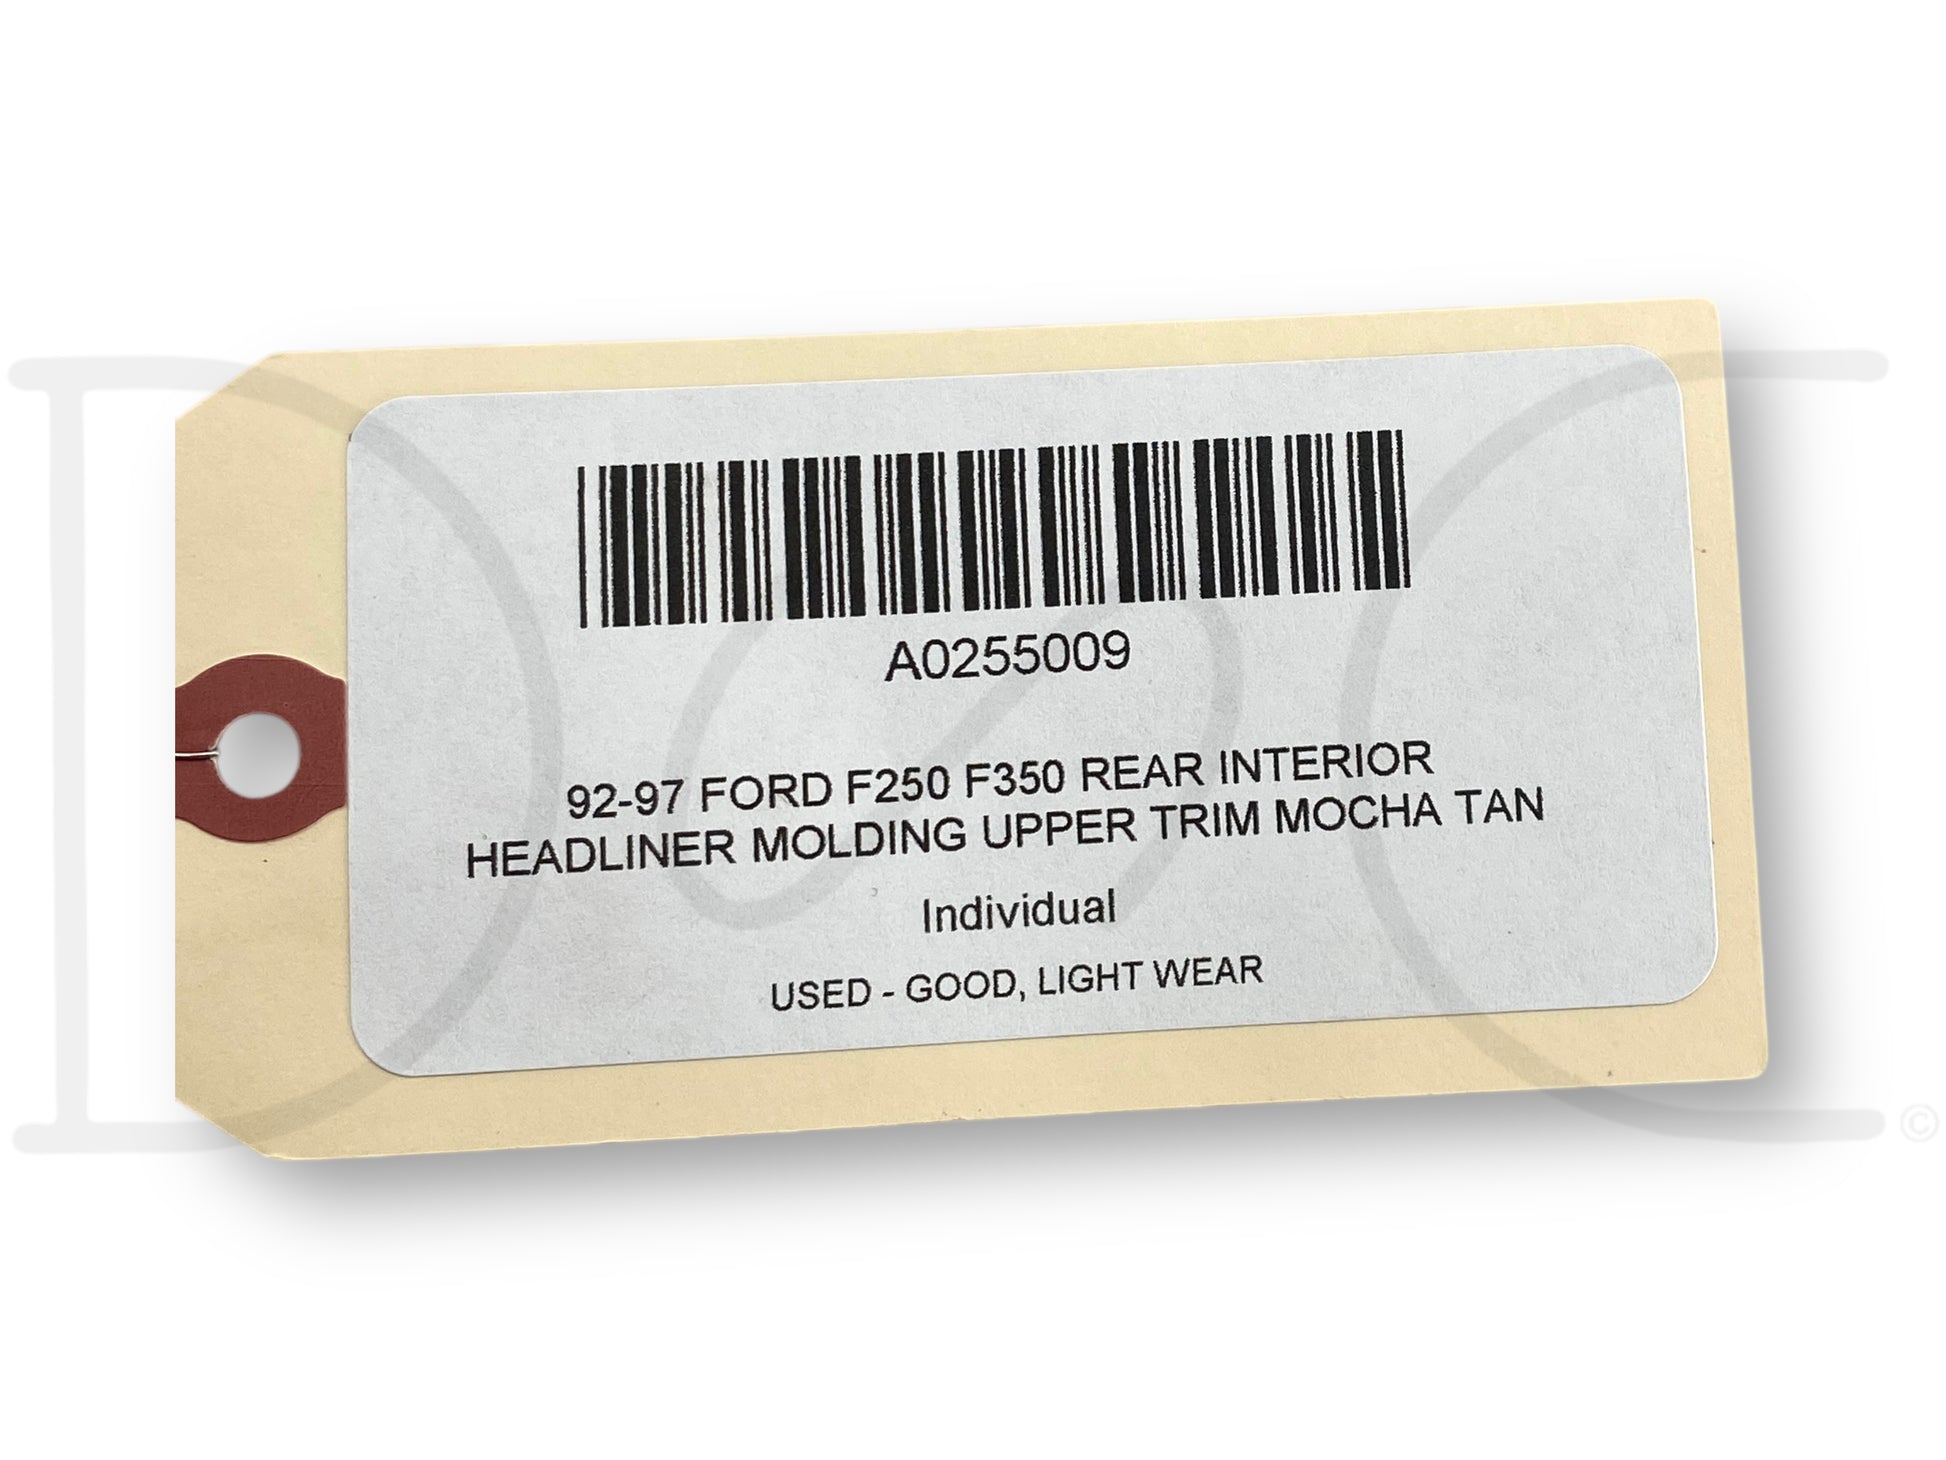 A0255009
92-97 FORD F250 F350 REAR INTERIOR
HEADLINER MOLDING UPPER TRIM MOCHA TAN
Individual
USED - GOOD, LIGHT WEAR
©